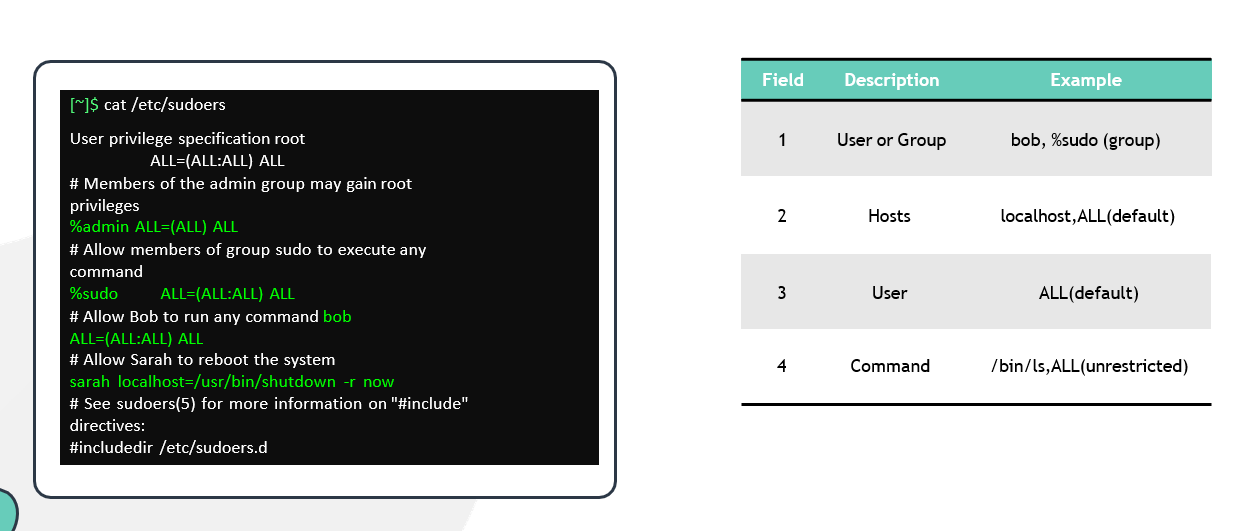 [~]$ cat /etc/sudoers
User privilege specification root
ALL=(ALL:ALL) ALL
# Members of the admin group may gain root
privileges
%admin ALL=(ALL) ALL
# Allow members of group sudo to execute any
command
%sudo ALL=(ALL:ALL) ALL
# Allow Bob to run any command bob
ALL=(ALL:ALL) ALL
# Allow Sarah to reboot the system
sarah localhost=/usr/bin/shutdown -r now
# See sudoers(5) for more information on "#include"
directives:
#includedir /etc/sudoers.d
Field Description Example
1 User or Group bob, %sudo (group)
2 Hosts localhost,ALL(default)
3 User ALL(default)
4 Command /bin/ls,ALL(unrestricted)